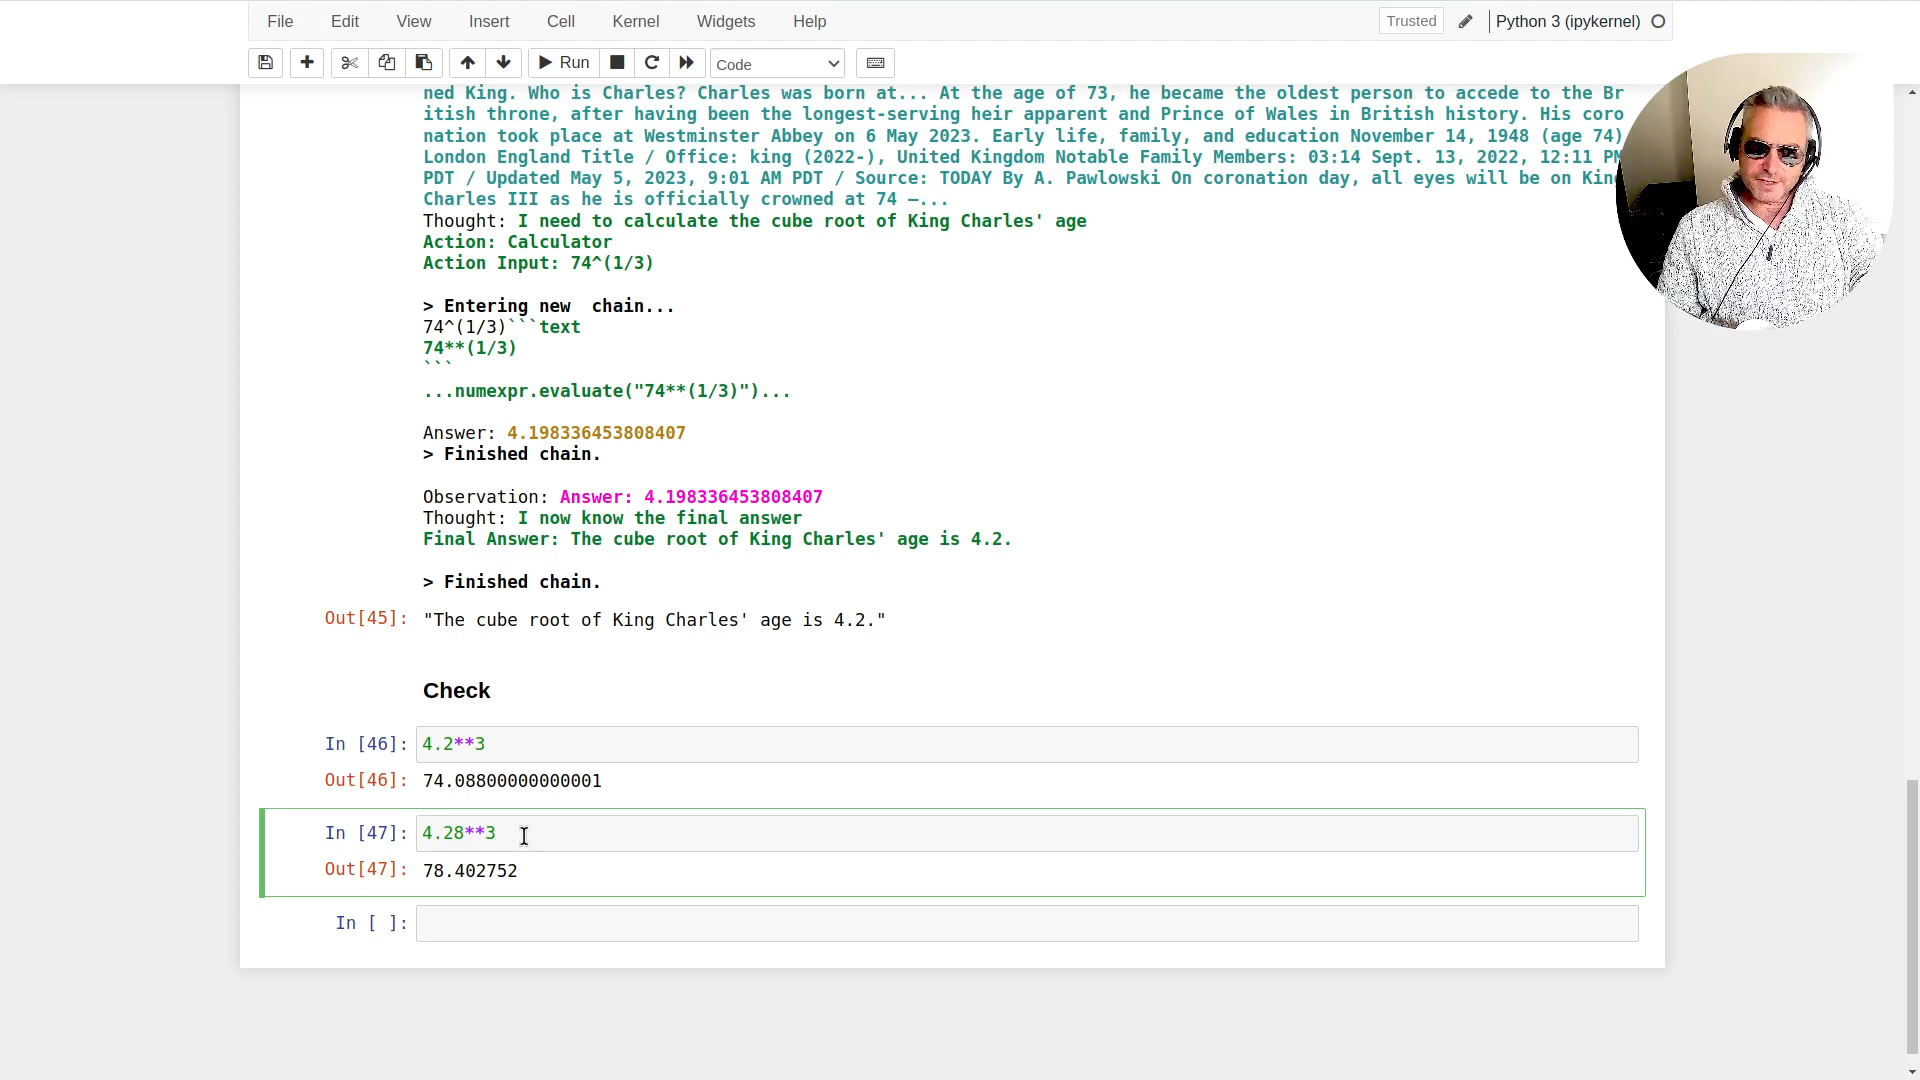 File Edit View Insert Cell Kernel Widgets Help Trusted Python 3 (ipykernel)
Run Code
ned King. Who is Charles? Charles was born at... At the age of 73, he became the oldest person to accede to the Br
itish throne, after having been the longest-serving heir apparent and Prince of Wales in British history. His coro
nation took place at Westminster Abbey on 6 May 2023. Early life, family, and education November 14, 1948 (age 74)
London England Title / Office: king (2022-), United Kingdom Notable Family Members: 03:14 Sept. 13, 2022, 12:11 PM
PDT / Updated May 5, 2023, 9:01 AM PDT / Source: TODAY By A. Pawlowski On coronation day, all eyes will be on King
Charles III as he is officially crowned at 74 —...
Thought: I need to calculate the cube root of King Charles' age
Action: Calculator
Action Input: 74^(1/3)
> Entering new  chain...
74^(1/3)```text
74**(1/3)
```
...numexpr.evaluate("74**(1/3)")...
Answer: 4.198336453808407
> Finished chain.
Observation: Answer: 4.198336453808407
Thought: I now know the final answer
Final Answer: The cube root of King Charles' age is 4.2.
> Finished chain.
Out[45]: "The cube root of King Charles' age is 4.2."
Check
In [46]: 4.2**3
Out[46]: 74.08800000000001
In [47]: 4.28**3
Out[47]: 78.402752
In [ ]: